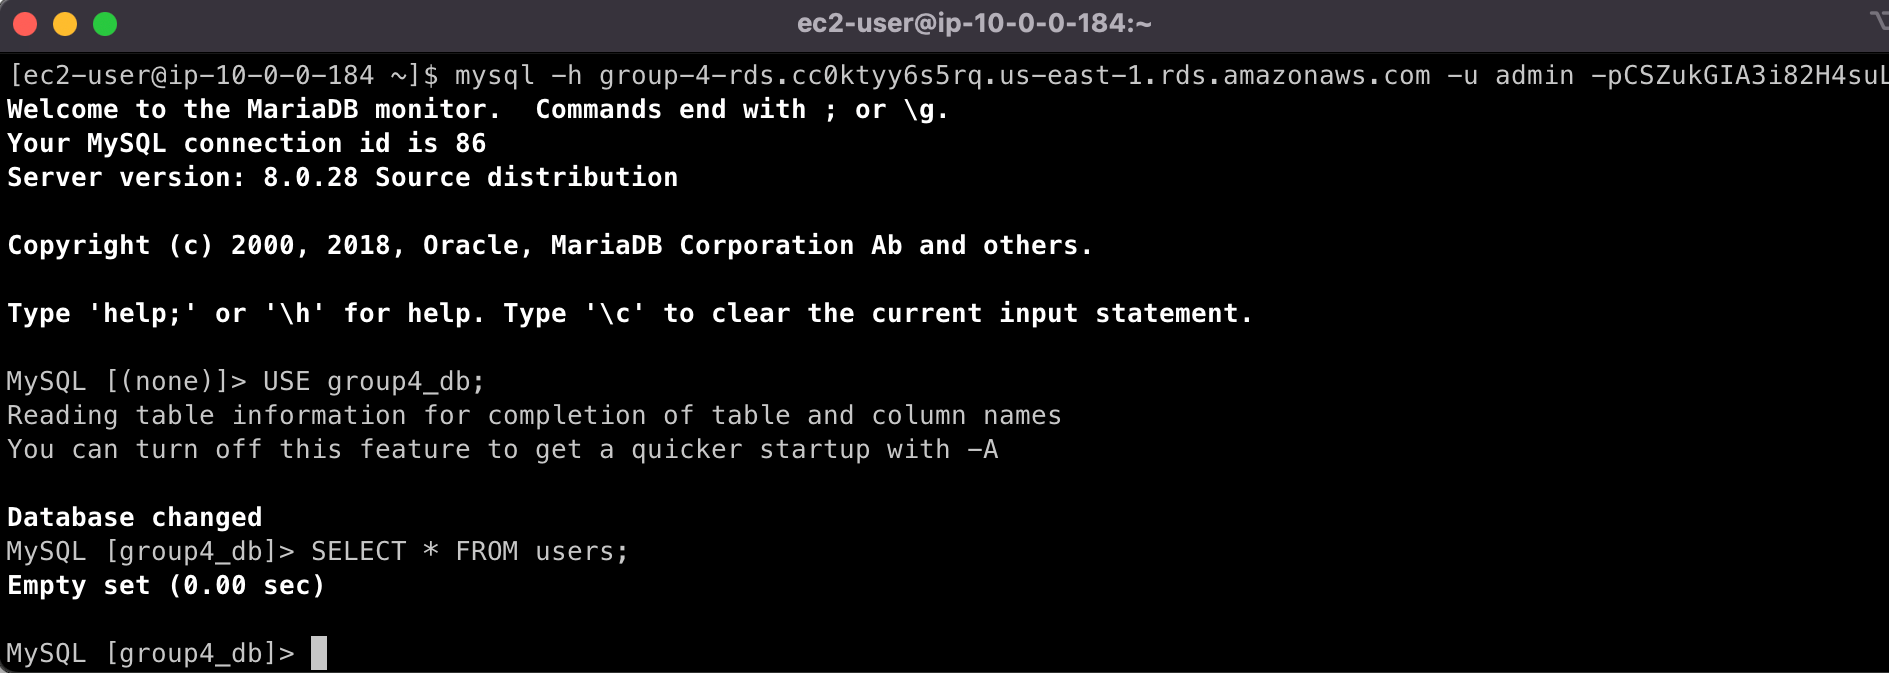 ec2-user@ip-10-0-0-184:~
[ec2-user@ip-10-0-0-184 ~]$ mysql -h group-4-rds.cc0ktyy6s5rq.us-east-1.rds.amazonaws.com -u admin -pCSZukGIA3i82H4suL
Welcome to the MariaDB monitor.  Commands end with ; or \g.
Your MySQL connection id is 86
Server version: 8.0.28 Source distribution
Copyright (c) 2000, 2018, Oracle, MariaDB Corporation Ab and others.
Type 'help;' or '\h' for help. Type '\c' to clear the current input statement.
MySQL [(none)]> USE group4_db;
Reading table information for completion of table and column names
You can turn off this feature to get a quicker startup with -A
Database changed
MySQL [group4_db]> SELECT * FROM users;
Empty set (0.00 sec)
MySQL [group4_db]>